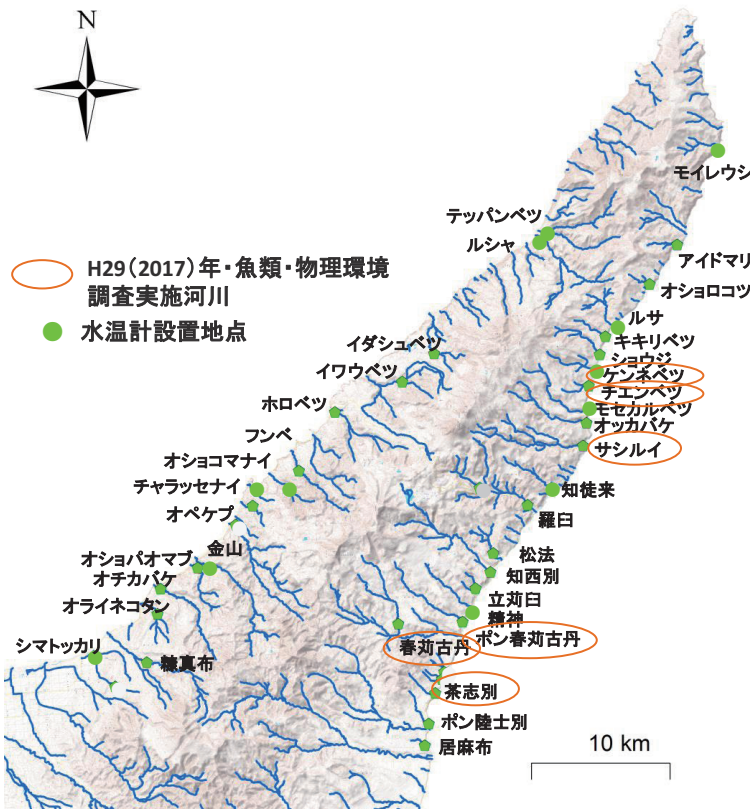 N
モイレウシ
テッパンベツ
ルシャ
アイドマリ
H29(2017)年・魚類・物理環境
調査実施河川
オショロコツ
水温計設置地点
ルサ
キキリベツ
イダシュベツ
ショウジ
イワウベツ
ケンネベツ
チエンベツ
ホロベツ
モセカルベツ
オッカバケ
フンベ
サシルイ
オショコマナイ
チャラッセナイ
知徒来
オペケプ
羅臼
金山
松法
オショパオマブ
知西別
オチカバケ
立苅臼
オライネコタン
精神
ポン春苅古丹
シマトッカリ
春苅古丹
糠真布
茶志別
ポン陸士別
居麻布
10 km